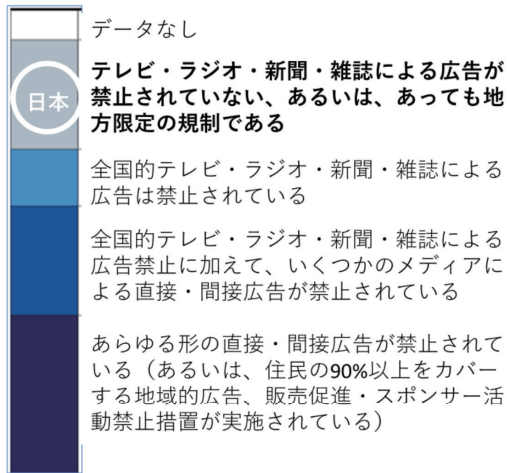 データなし
日本
テレビ・ラジオ・新聞・雑誌による広告が
禁止されていない、あるいは、あっても地
方限定の規制である
全国的テレビ・ラジオ・新聞・雑誌による
広告は禁止されている
全国的テレビ・ラジオ・新聞・雑誌による
広告禁止に加えて、いくつかのメディアに
よる直接・間接広告が禁止されている
あらゆる形の直接・間接広告が禁止されて
いる（あるいは、住民の90%以上をカバー
する地域的広告、販売促進・スポンサー活
動禁止措置が実施されている）